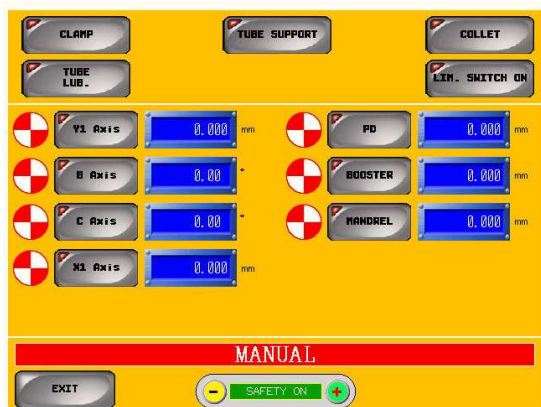 CLAMP
TUBE SUPPORT
COLLET
TUBE
LUB.
LIM. SWITCH ON
Y1 Axis 0.000 mm
PD 0.000 mm
B Axis 0.00 °
BOOSTER 0.000 mm
C Axis 0.00 °
MANDREL 0.000 mm
X1 Axis 0.000 mm
MANUAL
EXIT
- SAFETY ON +